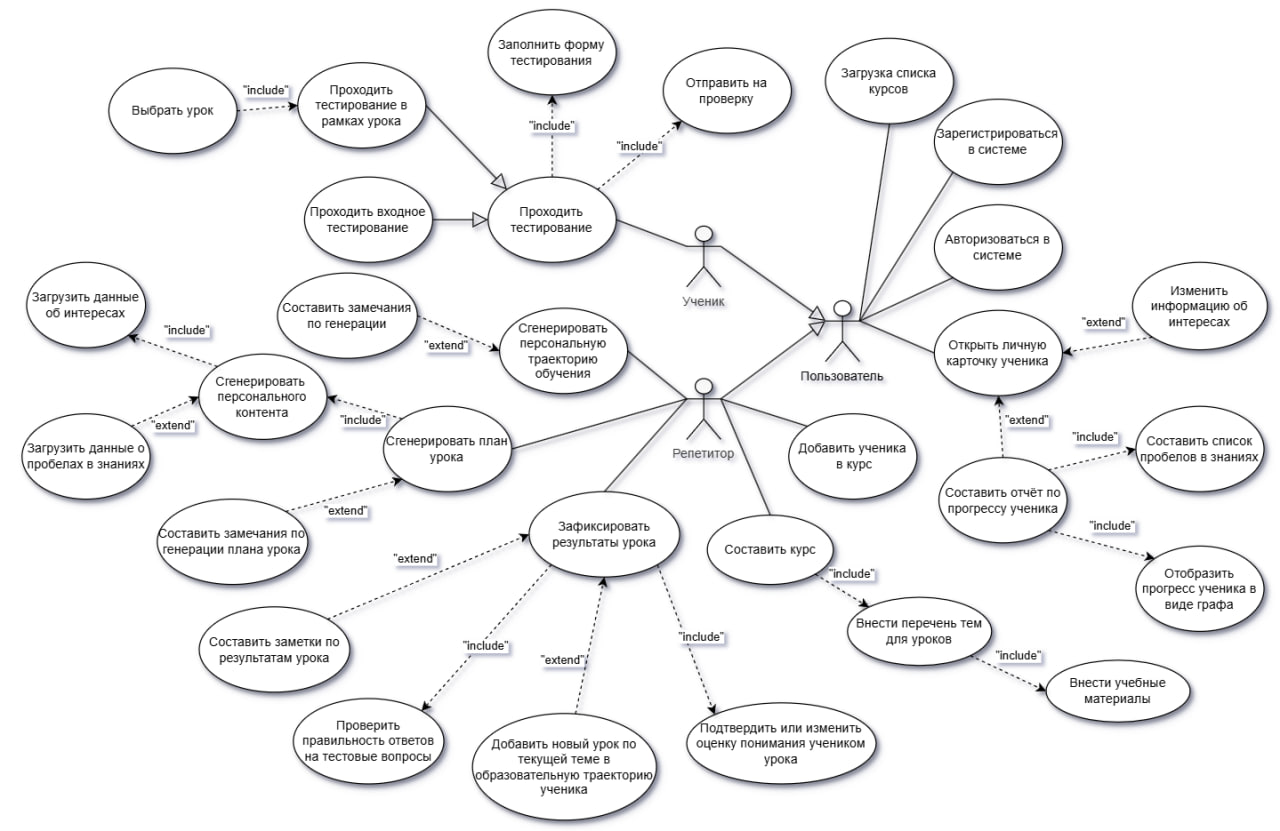 Заполнить форму
тестирования
Загрузка списка
курсов
Выбрать урок
"include"
Проходить
тестирование в
рамках урока
Отправить на
проверку
"include"
"include"
Зарегистрироваться
в системе
Проходить входное
тестирование
Проходить
тестирование
Ученик
Авторизоваться в
системе
Загрузить данные
об интересах
"include"
Составить замечания
по генерации
"extend"
Сгенерировать
персональную
траекторию
обучения
Пользователь
Открыть личную
карточку ученика
"extend"
Изменить
информацию об
интересах
Сгенерировать
персонального
контента
"extend"
"include"
Загрузить данные о
пробелах в знаниях
Сгенерировать план
урока
Репетитор
Добавить ученика
в курс
"extend"
"include"
Составить список
пробелов в знаниях
Составить отчёт по
прогрессу ученика
"include"
Отобразить
прогресс ученика в
виде графа
Составить замечания по
генерации плана урока
"extend"
Зафиксировать
результаты урока
Составить курс
"include"
Внести перечень тем
для уроков
"include"
Внести учебные
материалы
"extend"
Составить заметки по
результатам урока
"include"
"extend"
"include"
Проверить
правильность ответов
на тестовые вопросы
Добавить новый урок по
текущей теме в
образовательную траекторию
ученика
Подтвердить или изменить
оценку понимания учеником
урока